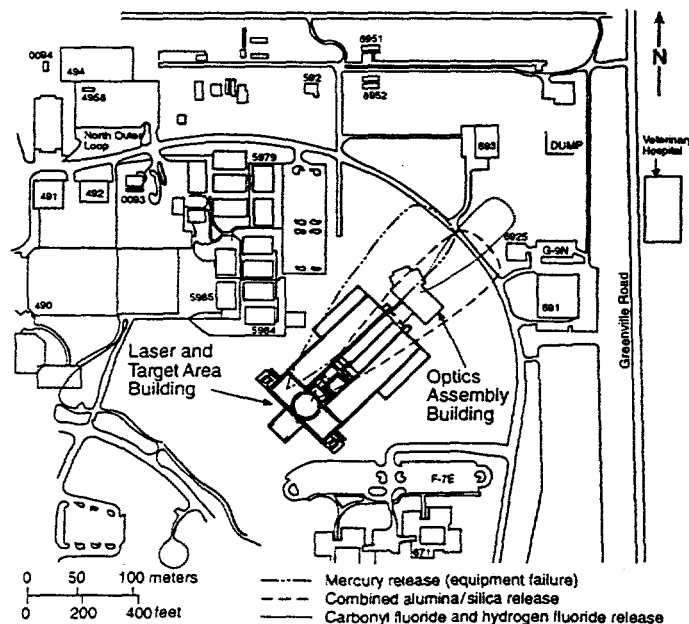 0094
494
6951
592
N
4958
6952
North Outer
Loop
5979
693
DUMP
Veterinary
Hospital
491
492
0093
6925
G-9N
490
5985
691
5984
Greenville Road
Laser and
Target Area
Building
Optics
Assembly
Building
F-7E
671
0 50 100 meters
0 200 400 feet
Mercury release (equipment failure)
Combined alumina/silica release
Carbonyl fluoride and hydrogen fluoride release